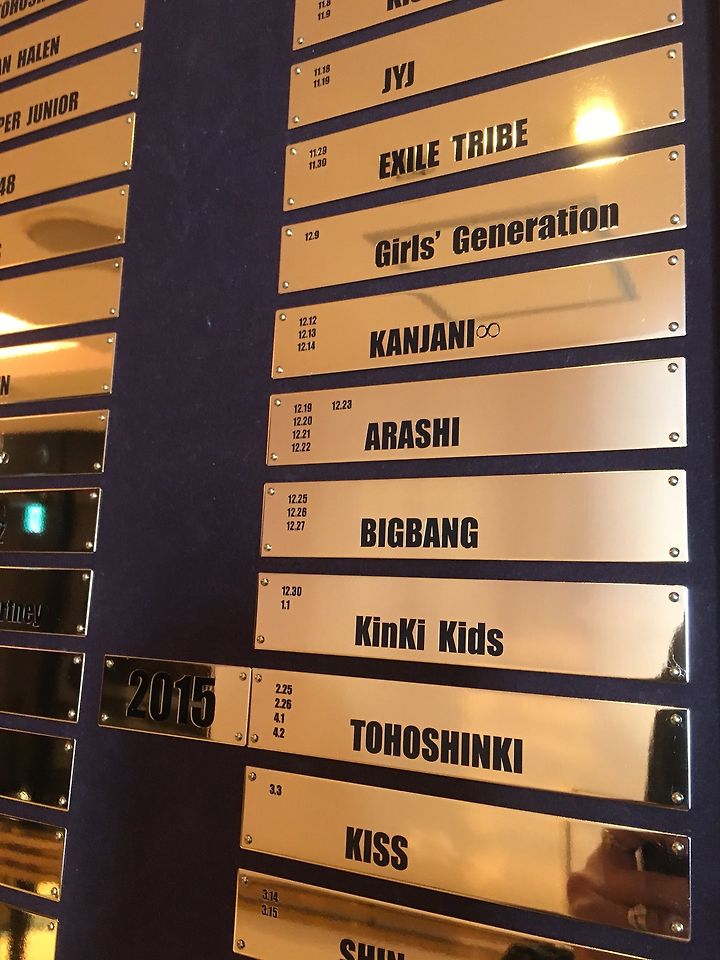 AN HALEN
PER JUNIOR
48
11.8
11.9
11.18
11.19
JYJ
11.29
11.30
EXILE TRIBE
12.9
Girls' Generation
12.12
12.13
12.14
KANJANI∞
12.19 12.23
12.20
12.21
12.22
ARASHI
12.25
12.26
12.27
BIGBANG
12.30
1.1
KinKi Kids
2015
2.25
2.26
4.1
4.2
TOHOSHINKI
3.3
KISS
3.14
3.15
SHIN